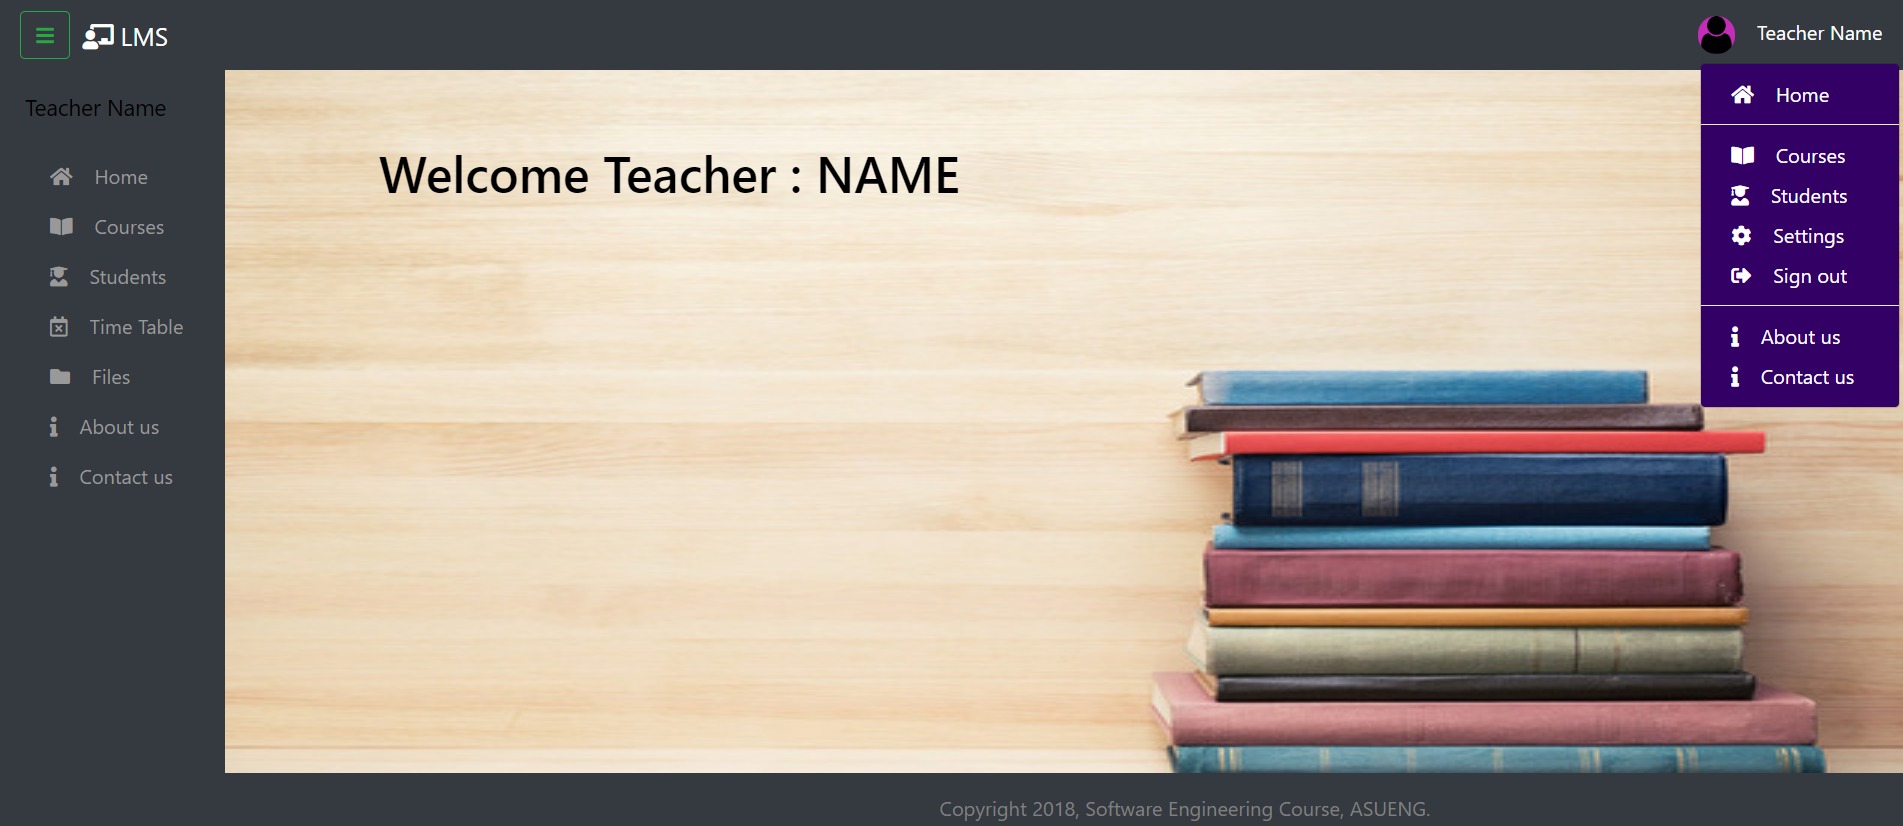 LMS
Teacher Name
Teacher Name
Home
Courses
Students
Time Table
Files
About us
Contact us
Welcome Teacher : NAME
Home
Courses
Students
Settings
Sign out
About us
Contact us
Copyright 2018, Software Engineering Course, ASUENG.